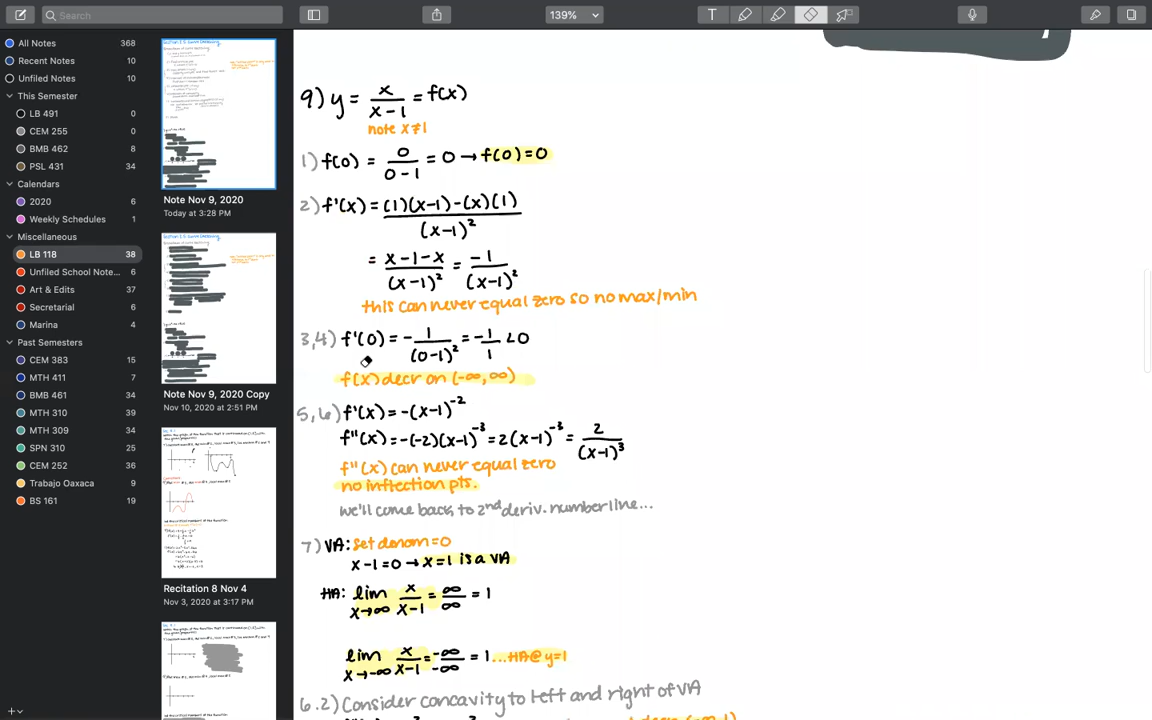 Search
139%
All Notes 368
Recent Notes 10
Unfiled Notes 10
This Semester
LB 491 0
CEM 255 0
BMB 462 8
PSL 431 34
Calendars
2020 6
Weekly Schedules 1
Miscellaneous
LB 118 38
Unfiled School Note... 6
Art & Edits 37
Secretarial 6
Marina 4
Past Semesters
CEM 383 15
MTH 411 7
BMB 461 34
MTH 310 39
MTH 309 34
SPN 310 25
CEM 252 36
Trabajo Oaxaca 9
BS 161 19
Note Nov 9, 2020
Today at 3:28 PM
Note Nov 9, 2020 Copy
Nov 10, 2020 at 2:51 PM
Recitation 8 Nov 4
Nov 3, 2020 at 3:17 PM
9) y = x/(x-1) = f(x)
note x≠1
1) f(0) = 0/(0-1) = 0 → f(0)=0
2) f'(x) = (1)(x-1)-(x)(1)/(x-1)²
= x-1-x/(x-1)² = -1/(x-1)²
this can never equal zero so no max/min
3,4) f'(0) = - 1/(0-1)² = -1/1 <0
f(x) decr on (-∞,∞)
5,6) f'(x) = -(x-1)⁻²
f"(x) = -(-2)(x-1)⁻³ = 2(x-1)⁻³ = 2/(x-1)³
f"(x) can never equal zero
no inflection pts.
we'll come back to 2nd deriv. number line...
7) VA: set denom = 0
x-1=0 → x=1 is a VA
HA: lim x→∞ x/(x-1) = ∞/∞ = 1
lim x→-∞ x/(x-1) = -∞/-∞ = 1 ...HA@ y=1
6.2) Consider concavity to left and right of VA